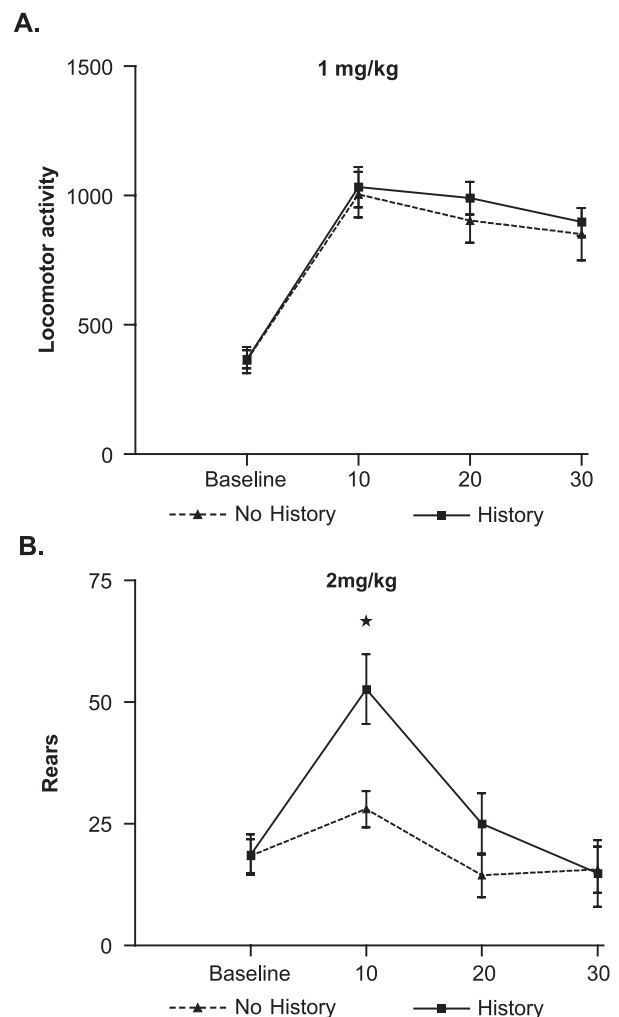 A.
1 mg/kg
1500
1000
500
0
Locomotor activity
Baseline 10 20 30
No History History
B.
2mg/kg
★
75
50
25
0
Rears
Baseline 10 20 30
No History History